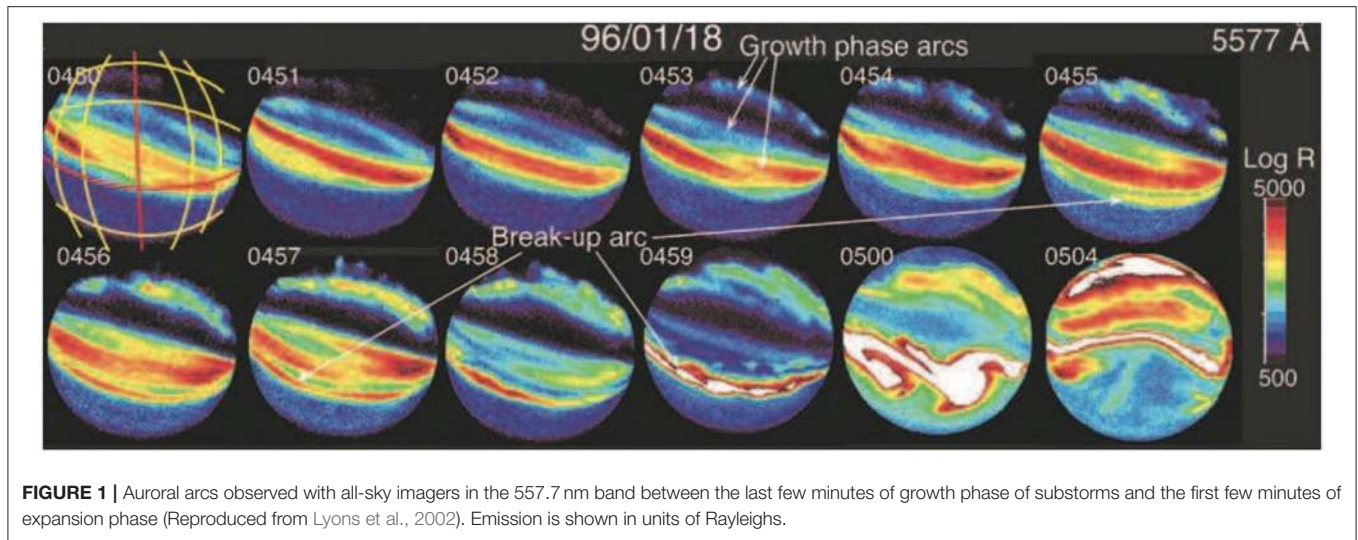 96/01/18
Growth phase arcs
5577 Å
0450
0451
0452
0453
0454
0455
Log R
5000
Break-up arc
0456
0457
0458
0459
0500
0504
500
FIGURE 1 | Auroral arcs observed with all-sky imagers in the 557.7 nm band between the last few minutes of growth phase of substorms and the first few minutes of
expansion phase (Reproduced from Lyons et al., 2002). Emission is shown in units of Rayleighs.